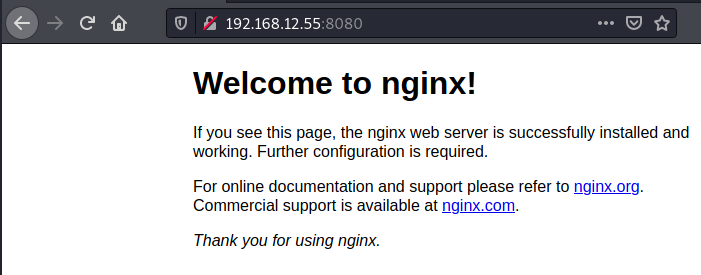 192.168.12.55:8080
Welcome to nginx!
If you see this page, the nginx web server is successfully installed and
working. Further configuration is required.
For online documentation and support please refer to nginx.org.
Commercial support is available at nginx.com.
Thank you for using nginx.